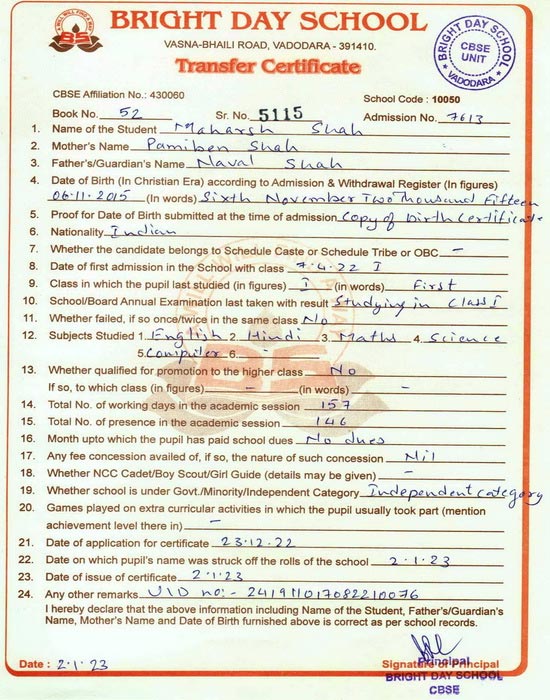 BRIGHT DAY SCHOOL
VASNA-BHAILI ROAD, VADODARA - 391410.
Transfer Certificate
BRIGHT DAY SCHOOL
CBSE
UNIT
VADODARA
CBSE Affiliation No.: 430060
School Code : 10050
Book No. 52 Sr. No. 5115 Admission No. 7613
1. Name of the Student Maharsh Shah
2. Mother's Name Pamiben Shah
3. Father's/Guardian's Name Naval Shah
4. Date of Birth (In Christian Era) according to Admission & Withdrawal Register (In figures)
06.11.2015 (In words) Sixth November Two Thousand Fifteen
5. Proof for Date of Birth submitted at the time of admission Copy of Birth Certificate
6. Nationality Indian
7. Whether the candidate belongs to Schedule Caste or Schedule Tribe or OBC –
8. Date of first admission in the School with class 7.4.22 I
9. Class in which the pupil last studied (in figures) I (in words) First
10. School/Board Annual Examination last taken with result Studying in Class I
11. Whether failed, if so once/twice in the same class No
12. Subjects Studied 1. English 2. Hindi 3. Maths 4. Science
5. Computer 6.
13. Whether qualified for promotion to the higher class No
If so, to which class (in figures) – (in words) –
14. Total No. of working days in the academic session 157
15. Total No. of presence in the academic session 146
16. Month upto which the pupil has paid school dues No dues
17. Any fee concession availed of, if so, the nature of such concession Nil
18. Whether NCC Cadet/Boy Scout/Girl Guide (details may be given) –
19. Whether school is under Govt./Minority/Independent Category Independent category
20. Games played on extra curricular activities in which the pupil usually took part (mention
achievement level there in) –
21. Date of application for certificate 23.12.22
22. Date on which pupil's name was struck off the rolls of the school 2.1.23
23. Date of issue of certificate 2.1.23
24. Any other remarks UID no:- 241911017082210076
I hereby declare that the above information including Name of the Student, Father's/Guardian's
Name, Mother's Name and Date of Birth furnished above is correct as per school records.
Date : 2.1.23
Signature of Principal
Principal
BRIGHT DAY SCHOOL
CBSE